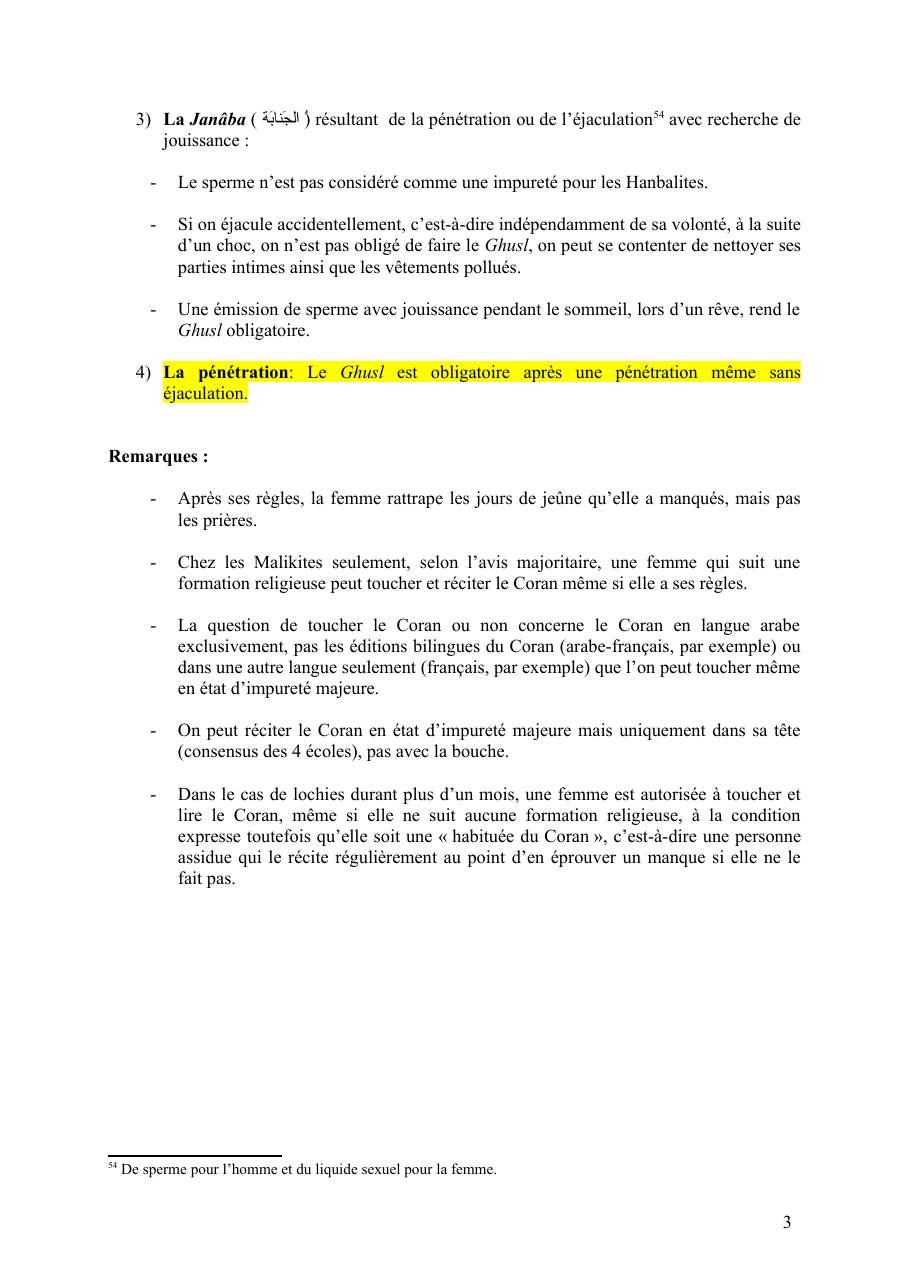 3) La Janâba ( الجَنابَة ُ) résultant de la pénétration ou de l’éjaculation54 avec recherche de
jouissance :
- Le sperme n’est pas considéré comme une impureté pour les Hanbalites.
- Si on éjacule accidentellement, c’est-à-dire indépendamment de sa volonté, à la suite
d’un choc, on n’est pas obligé de faire le Ghusl, on peut se contenter de nettoyer ses
parties intimes ainsi que les vêtements pollués.
- Une émission de sperme avec jouissance pendant le sommeil, lors d’un rêve, rend le
Ghusl obligatoire.
4) La pénétration: Le Ghusl est obligatoire après une pénétration même sans
éjaculation.
Remarques :
- Après ses règles, la femme rattrape les jours de jeûne qu’elle a manqués, mais pas
les prières.
- Chez les Malikites seulement, selon l’avis majoritaire, une femme qui suit une
formation religieuse peut toucher et réciter le Coran même si elle a ses règles.
- La question de toucher le Coran ou non concerne le Coran en langue arabe
exclusivement, pas les éditions bilingues du Coran (arabe-français, par exemple) ou
dans une autre langue seulement (français, par exemple) que l’on peut toucher même
en état d’impureté majeure.
- On peut réciter le Coran en état d’impureté majeure mais uniquement dans sa tête
(consensus des 4 écoles), pas avec la bouche.
- Dans le cas de lochies durant plus d’un mois, une femme est autorisée à toucher et
lire le Coran, même si elle ne suit aucune formation religieuse, à la condition
expresse toutefois qu’elle soit une « habituée du Coran », c’est-à-dire une personne
assidue qui le récite régulièrement au point d’en éprouver un manque si elle ne le
fait pas.
54 De sperme pour l’homme et du liquide sexuel pour la femme.
3